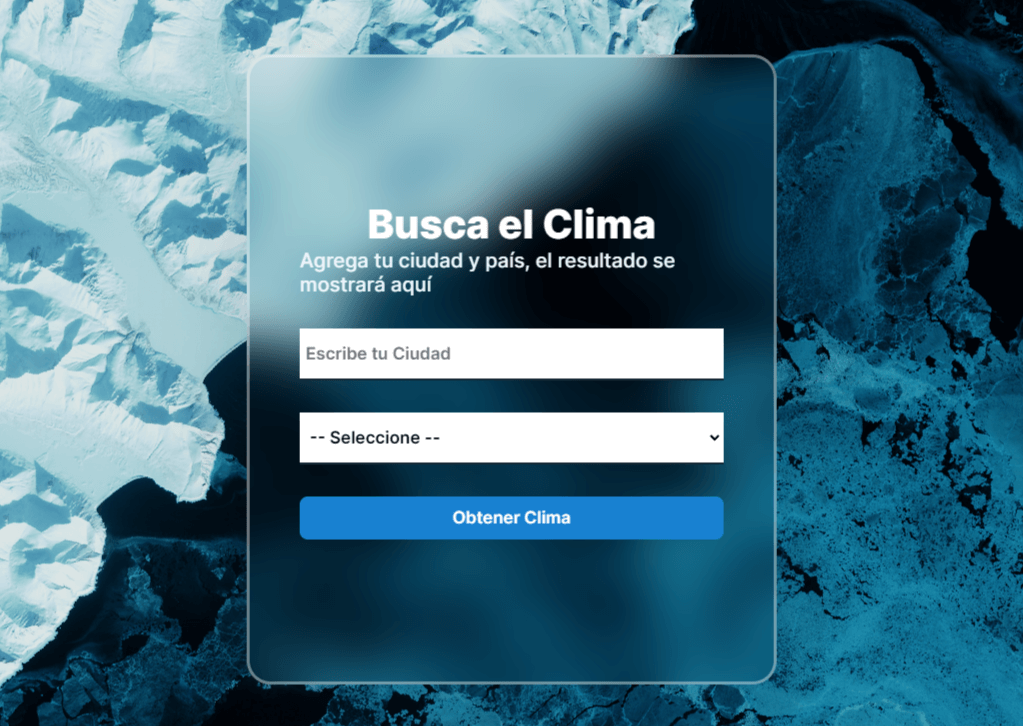 Busca el Clima
Agrega tu ciudad y país, el resultado se
mostrará aquí
Escribe tu Ciudad
-- Seleccione --
Obtener Clima